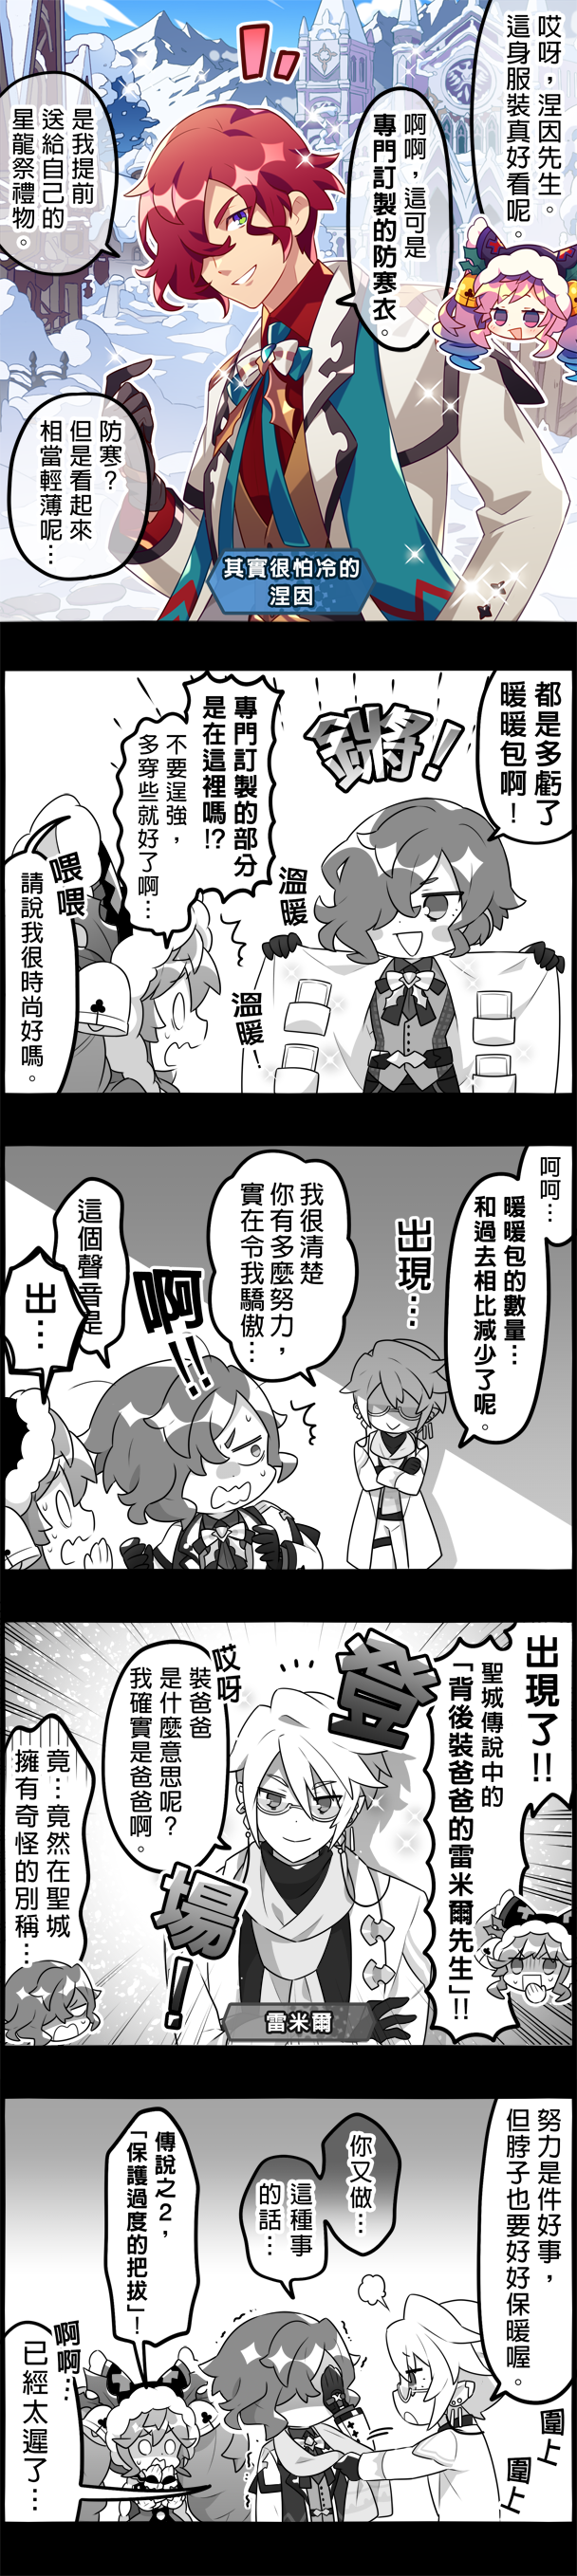 哎呀，涅因先生。
這身服裝真好看呢。
啊啊，這可是
專門訂製的防寒衣。
是我提前
送給自己的
星龍祭禮物。
防寒？
但是看起來
相當輕薄呢…
其實很怕冷的
涅因
都是多虧了
暖暖包啊！
鏘鏘！
溫暖
溫暖！
專門訂製的部分
是在這裡嗎!?
不要逞強，
多穿些就好了啊…
喂喂
請說我很時尚好嗎。
呵呵…
暖暖包的數量…
和過去相比減少了呢。
出現…
我很清楚
你有多麼努力，
實在令我驕傲…
啊!!
這個聲音是
出…
出現了!!
聖城傳說中的
「背後裝爸爸的雷米爾先生」!!
登
場！
哎呀
裝爸爸
是什麼意思呢？
我確實是爸爸啊。
雷米爾
竟…竟然在聖城
擁有奇怪的別稱…
努力是件好事，
但脖子也要好好保暖喔。
圍上
圍上
你又做…
這種事
的話…
傳說之2，
「保護過度的把拔」！
啊啊…
已經太遲了…